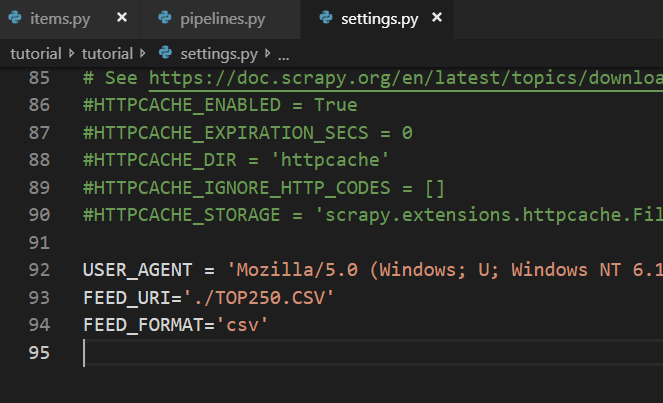 items.py × pipelines.py settings.py ×
tutorial > tutorial > settings.py > ...
85 # See https://doc.scrapy.org/en/latest/topics/downloa
86 #HTTPCACHE_ENABLED = True
87 #HTTPCACHE_EXPIRATION_SECS = 0
88 #HTTPCACHE_DIR = 'httpcache'
89 #HTTPCACHE_IGNORE_HTTP_CODES = []
90 #HTTPCACHE_STORAGE = 'scrapy.extensions.httpcache.Fil
91
92 USER_AGENT = 'Mozilla/5.0 (Windows; U; Windows NT 6.1
93 FEED_URI='./TOP250.CSV'
94 FEED_FORMAT='csv'
95